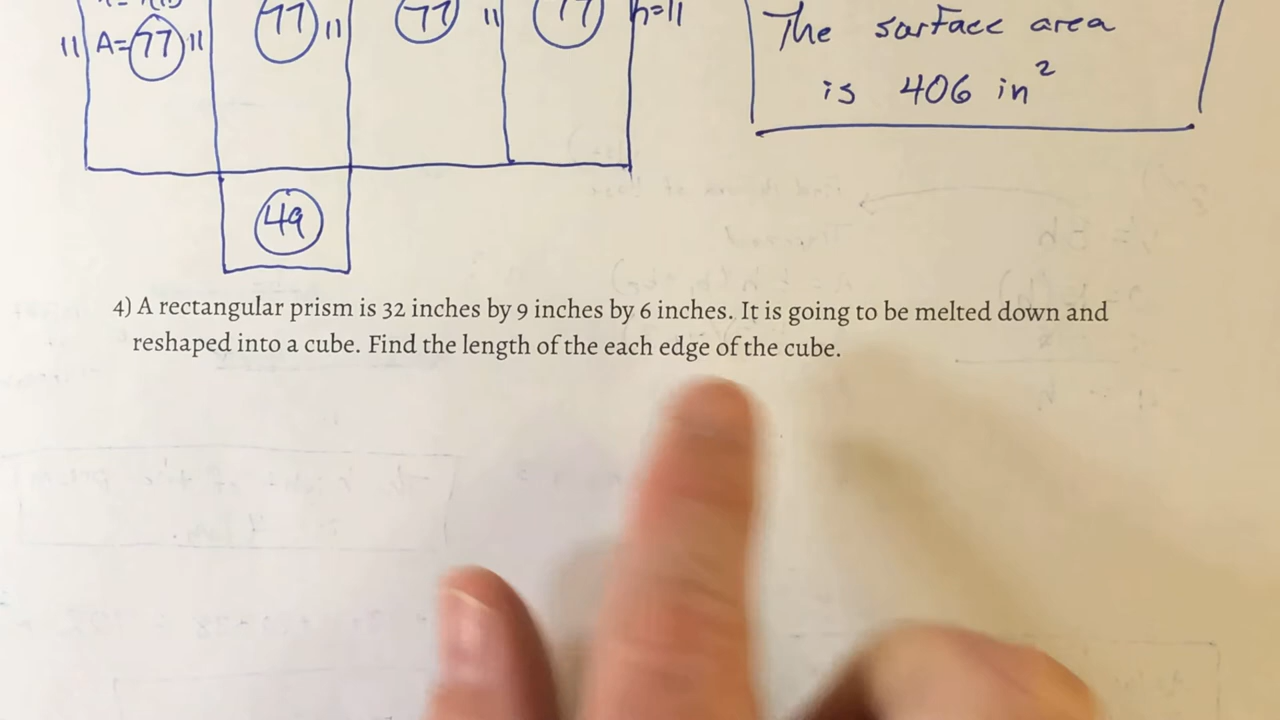 11 A=77 11 77 11 77 11 77 h=11
The surface area
is 406 in²
49
4) A rectangular prism is 32 inches by 9 inches by 6 inches. It is going to be melted down and
reshaped into a cube. Find the length of the each edge of the cube.